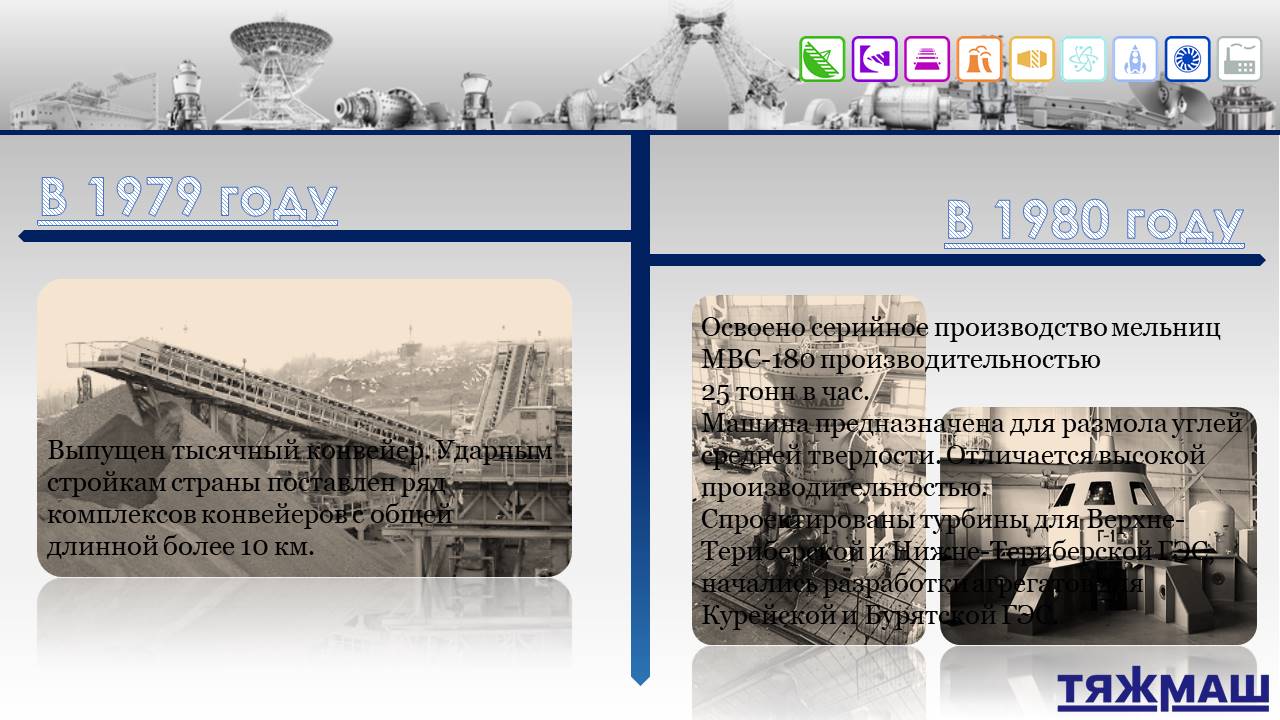 В 1979 году
Выпущен тысячный конвейер. Ударным
стройкам страны поставлен ряд
комплексов конвейеров с общей
длинной более 10 км.
В 1980 году
Освоено серийное производство мельниц
МВС-180 производительностью
25 тонн в час.
Машина предназначена для размола углей
средней твердости. Отличается высокой
производительностью.
Спроектированы турбины для Верхне-
Териберской и Нижне-Териберской ГЭС,
начались разработки агрегатов для
Курейской и Бурятской ГЭС.
ТЯЖМАШ
Г-1
ТЯЖМАШ